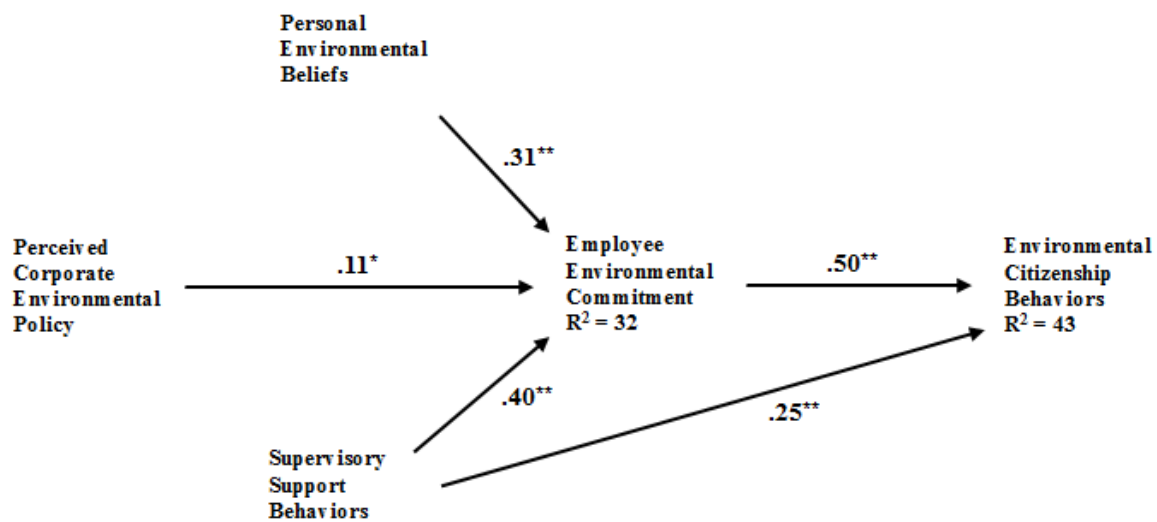 Personal
Environmental
Beliefs
.31**
Perceived
Corporate
Environmental
Policy
.11*
Employee
Environmental
Commitment
R² = 32
.50**
Environmental
Citizenship
Behaviors
R² = 43
.40**
.25**
Supervisory
Support
Behaviors